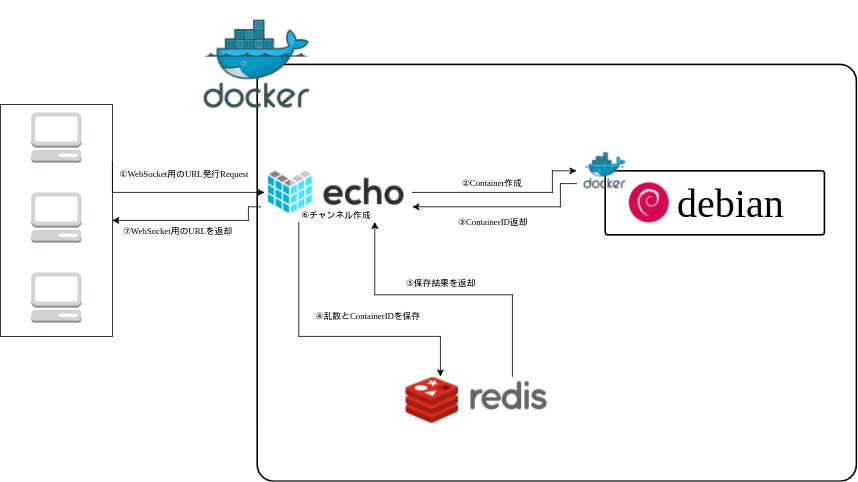 docker
①WebSocket用のURL発行Request
echo
⑥チャンネル作成
②Container作成
docker
debian
③ContainerID返却
⑦WebSocket用のURLを返却
⑤保存結果を返却
④乱数とContainerIDを保存
redis